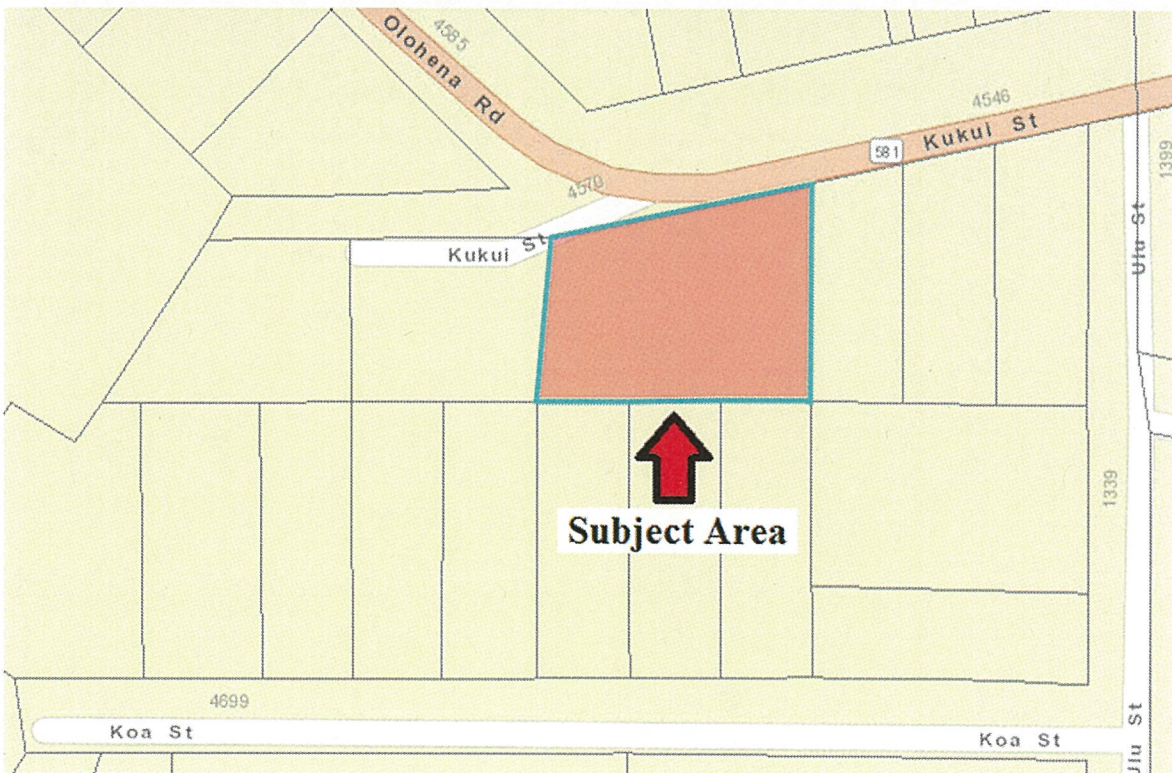 Olohena Rd
4585
4546
Kukui St
581
1399
4570
Ulu St
Kukui St
1339
Subject Area
4699
Koa St
Koa St
Ulu St